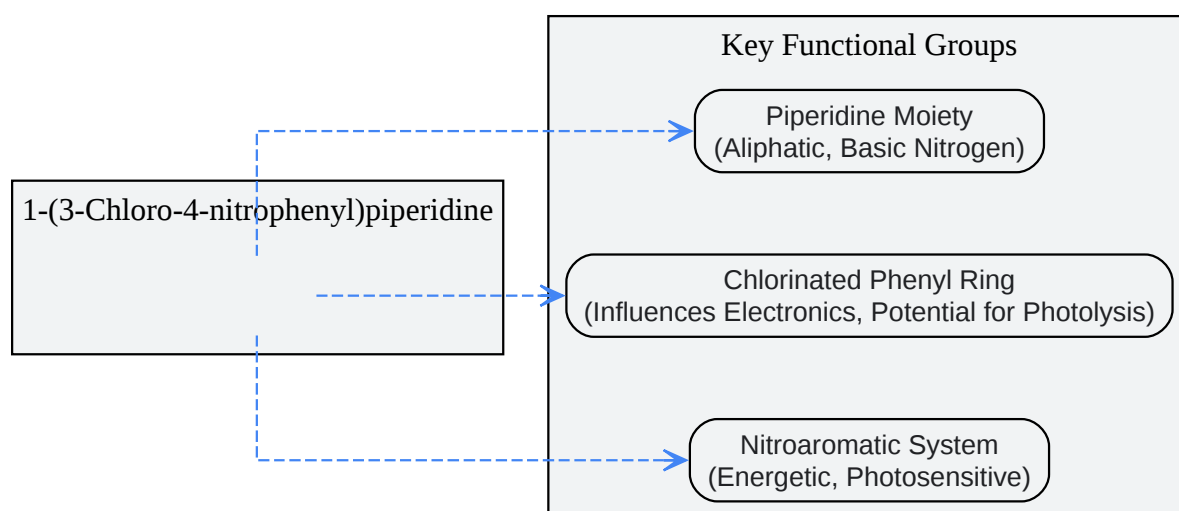 Key Functional Groups
Piperidine Moiety
(Aliphatic, Basic Nitrogen)
1-(3-Chloro-4-nitrophenyl)piperidine
Chlorinated Phenyl Ring
(Influences Electronics, Potential for Photolysis)
Nitroaromatic System
(Energetic, Photosensitive)